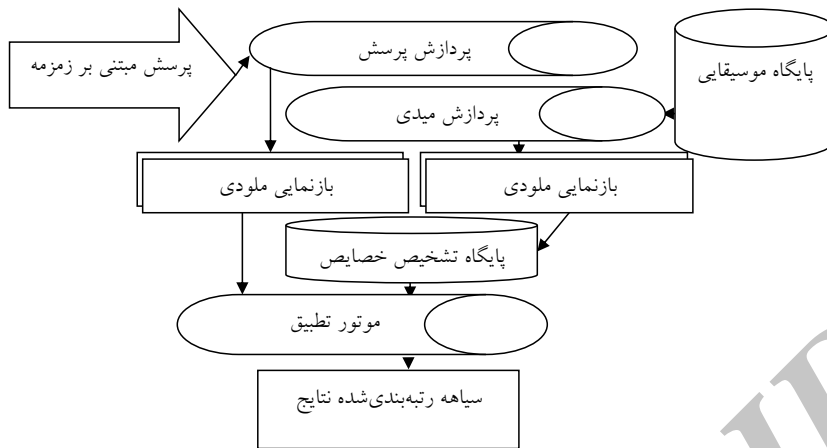 پرسش مبتنی بر زمزمه
پردازش پرسش
پایگاه موسیقایی
پردازش میدی
بازنمایی ملودی
بازنمایی ملودی
پایگاه تشخیص خصایص
موتور تطبیق
سیاهه رتبه‌بندی‌شده نتایج